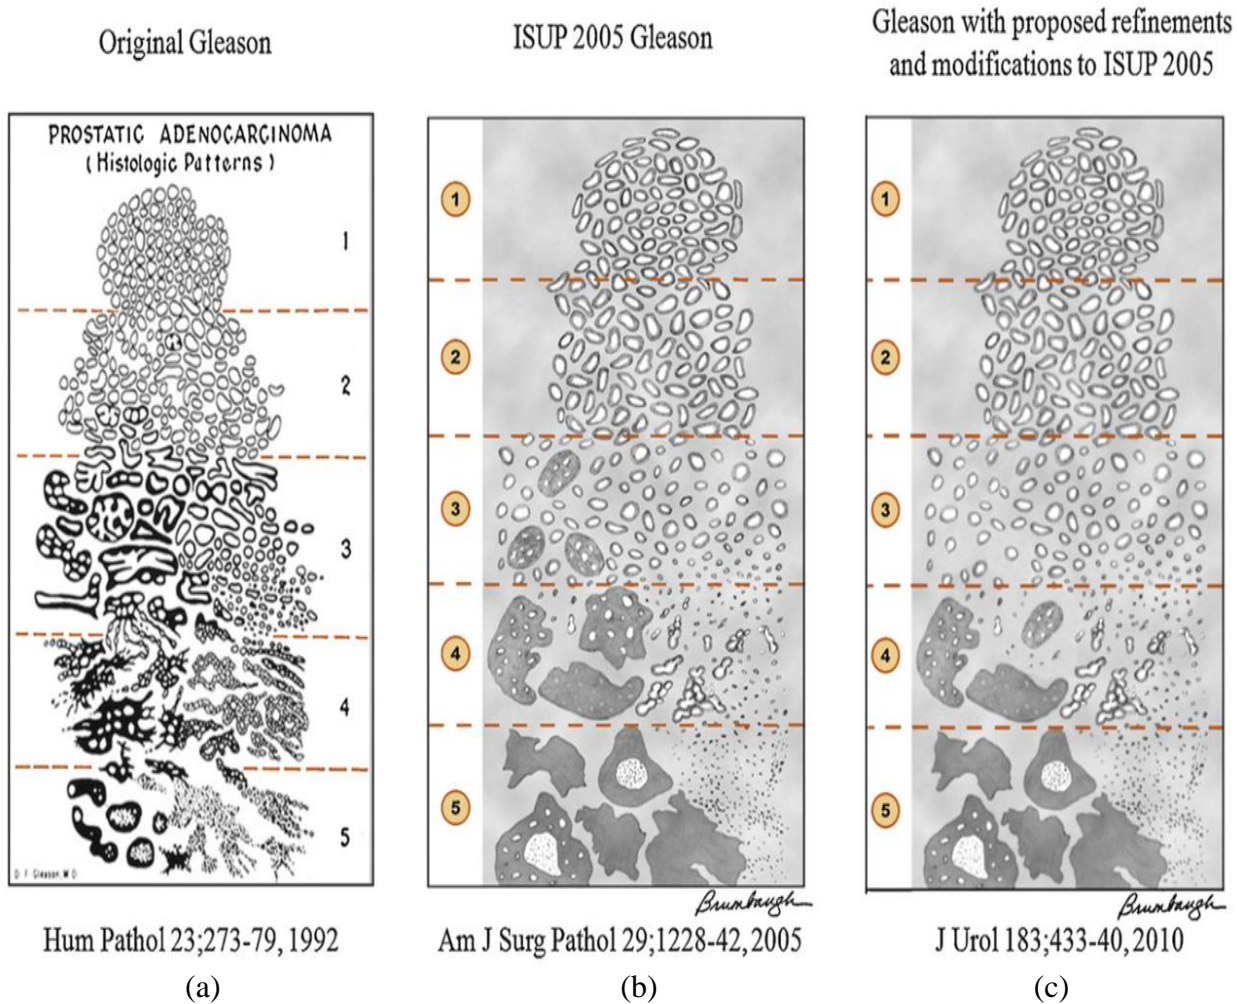 Original Gleason
ISUP 2005 Gleason
Gleason with proposed refinements
and modifications to ISUP 2005
PROSTATIC ADENOCARCINOMA
(Histologic Patterns)
1
2
3
4
5
D F Gleason, M D
1
2
3
4
5
Brumbaugh
1
2
3
4
5
Brumbaugh
Hum Pathol 23;273-79, 1992
Am J Surg Pathol 29;1228-42, 2005
J Urol 183;433-40, 2010
(a)
(b)
(c)